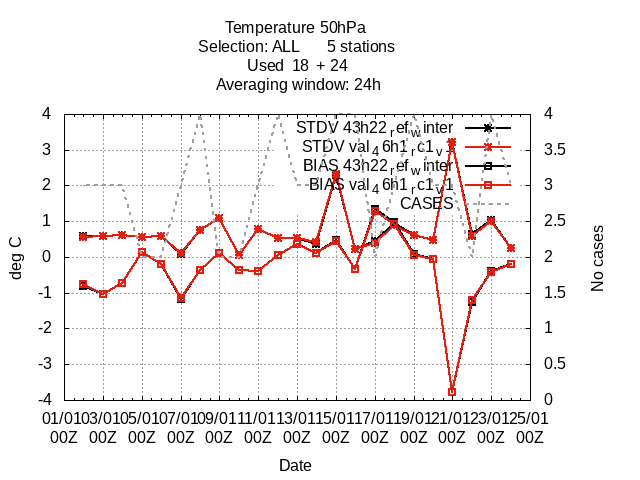 Temperature 50hPa
Selection: ALL 5 stations
Used 18 + 24
Averaging window: 24h
STDV 43h22_ref_winter
STDV val_46h1_rc1_v1
BIAS 43h22_ref_winter
BIAS val_46h1_rc1_v1
CASES
deg C
No cases
4
3
2
1
0
-1
-2
-3
-4
4
3.5
3
2.5
2
1.5
1
0.5
0
01/01 03/01 05/01 07/01 09/01 11/01 13/01 15/01 17/01 19/01 21/01 23/01 25/01
00Z 00Z 00Z 00Z 00Z 00Z 00Z 00Z 00Z 00Z 00Z 00Z 00Z
Date